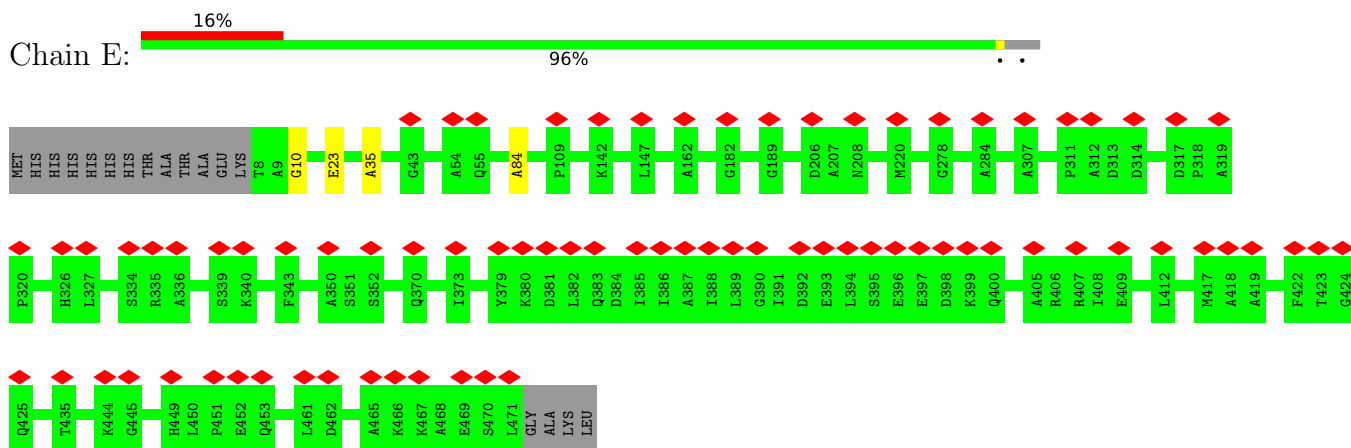 16%
Chain E:
96%
• •
MET HIS HIS HIS HIS HIS HIS THR ALA THR ALA GLU LYS T8 A9 G10 E23 A35 G43 A54 Q55 A84 P109 K142 L147 A162 G182 G189 D206 A207 N208 M220 G278 A284 A307 P311 A312 D313 D314 D317 P318 A319
P320 H326 L327 S334 R335 A336 S339 K340 F343 A350 S351 S352 Q370 I373 Y379 K380 D381 L382 Q383 D384 I385 I386 A387 I388 L389 G390 I391 D392 E393 L394 S395 E396 E397 D398 K399 Q400 A405 R406 R407 I408 E409 L412 M417 A418 A419 F422 T423 G424
Q425 T435 K444 G445 H449 L450 P451 E452 Q453 L461 D462 A465 K466 K467 A468 E469 S470 L471 GLY ALA LYS LEU